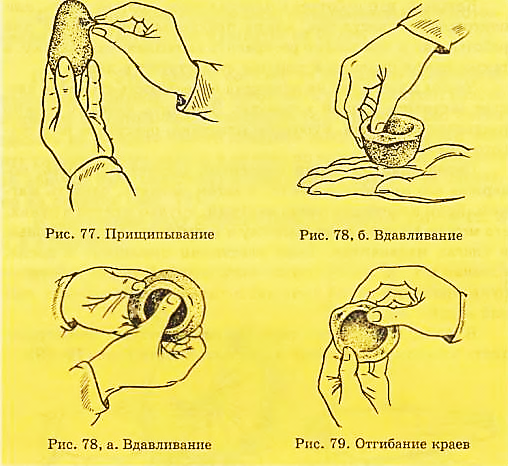 Рис. 77. Прищипывание
Рис. 78, б. Вдавливание
Рис. 78, а. Вдавливание
Рис. 79. Отгибание краев